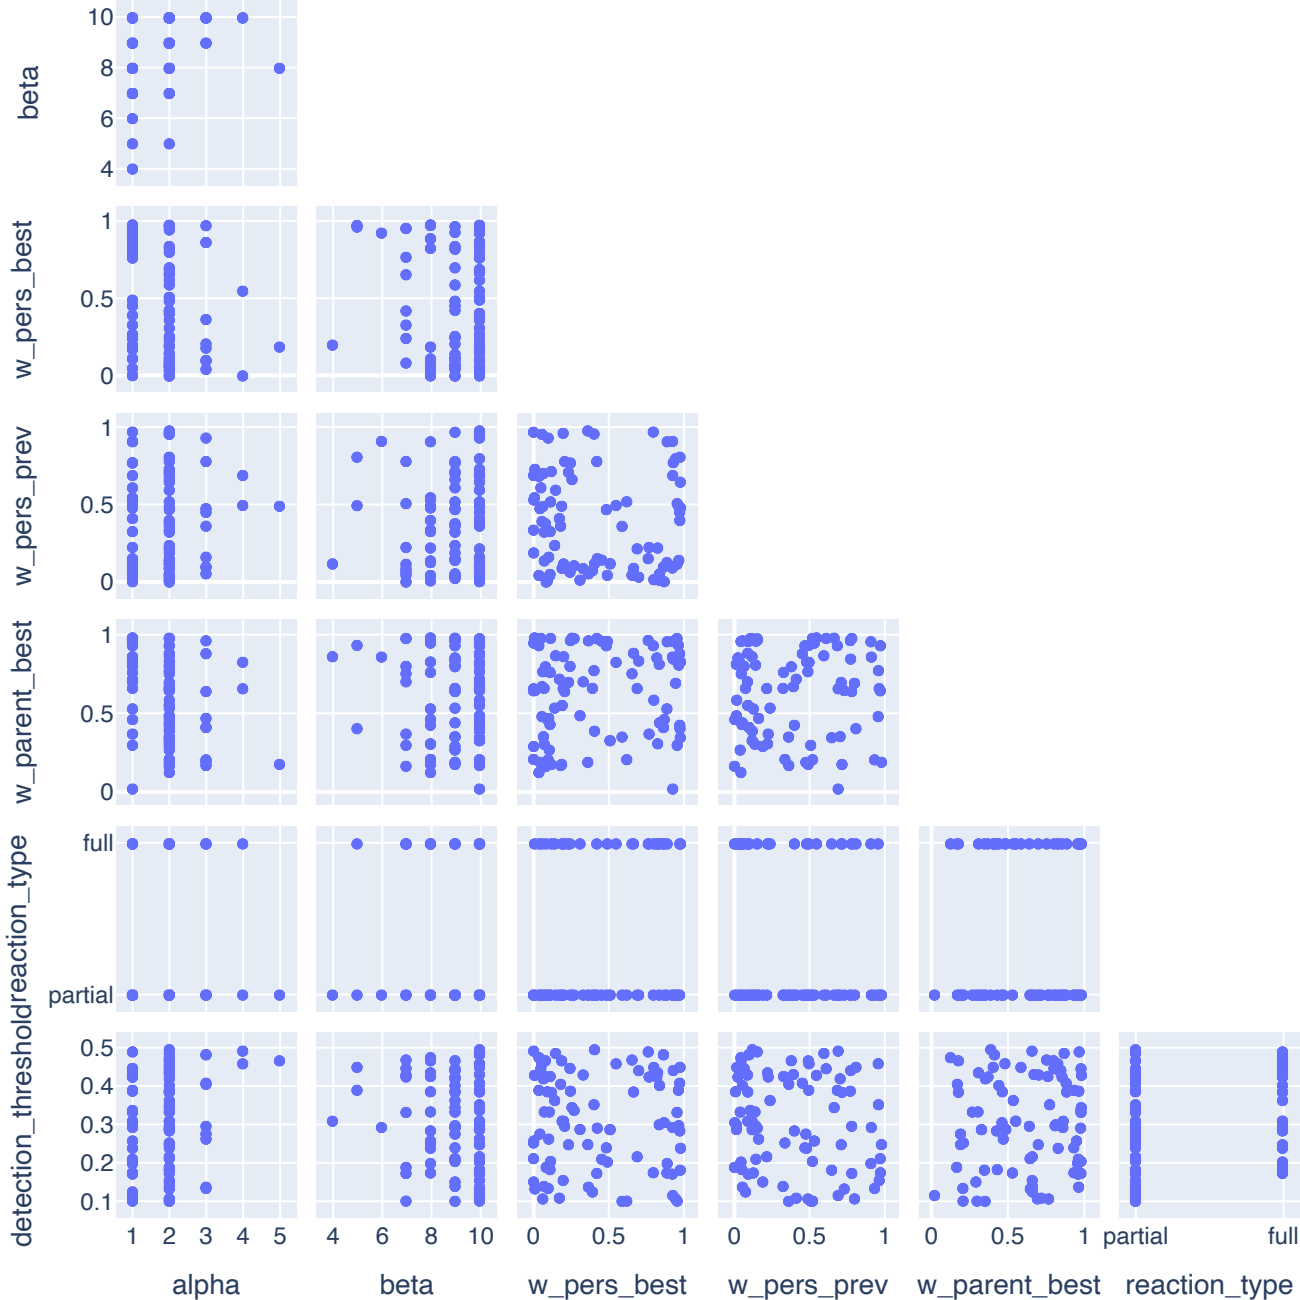 10
8
6
4
beta
1
0.5
0
w_pers_best
1
0.5
0
w_pers_prev
1
0.5
0
w_parent_best
full
partial
reaction_type
0.5
0.4
0.3
0.2
0.1
detection_threshold
1 2 3 4 5
4 6 8 10
0 0.5 1
0 0.5 1
0 0.5 1
partial full
alpha beta w_pers_best w_pers_prev w_parent_best reaction_type